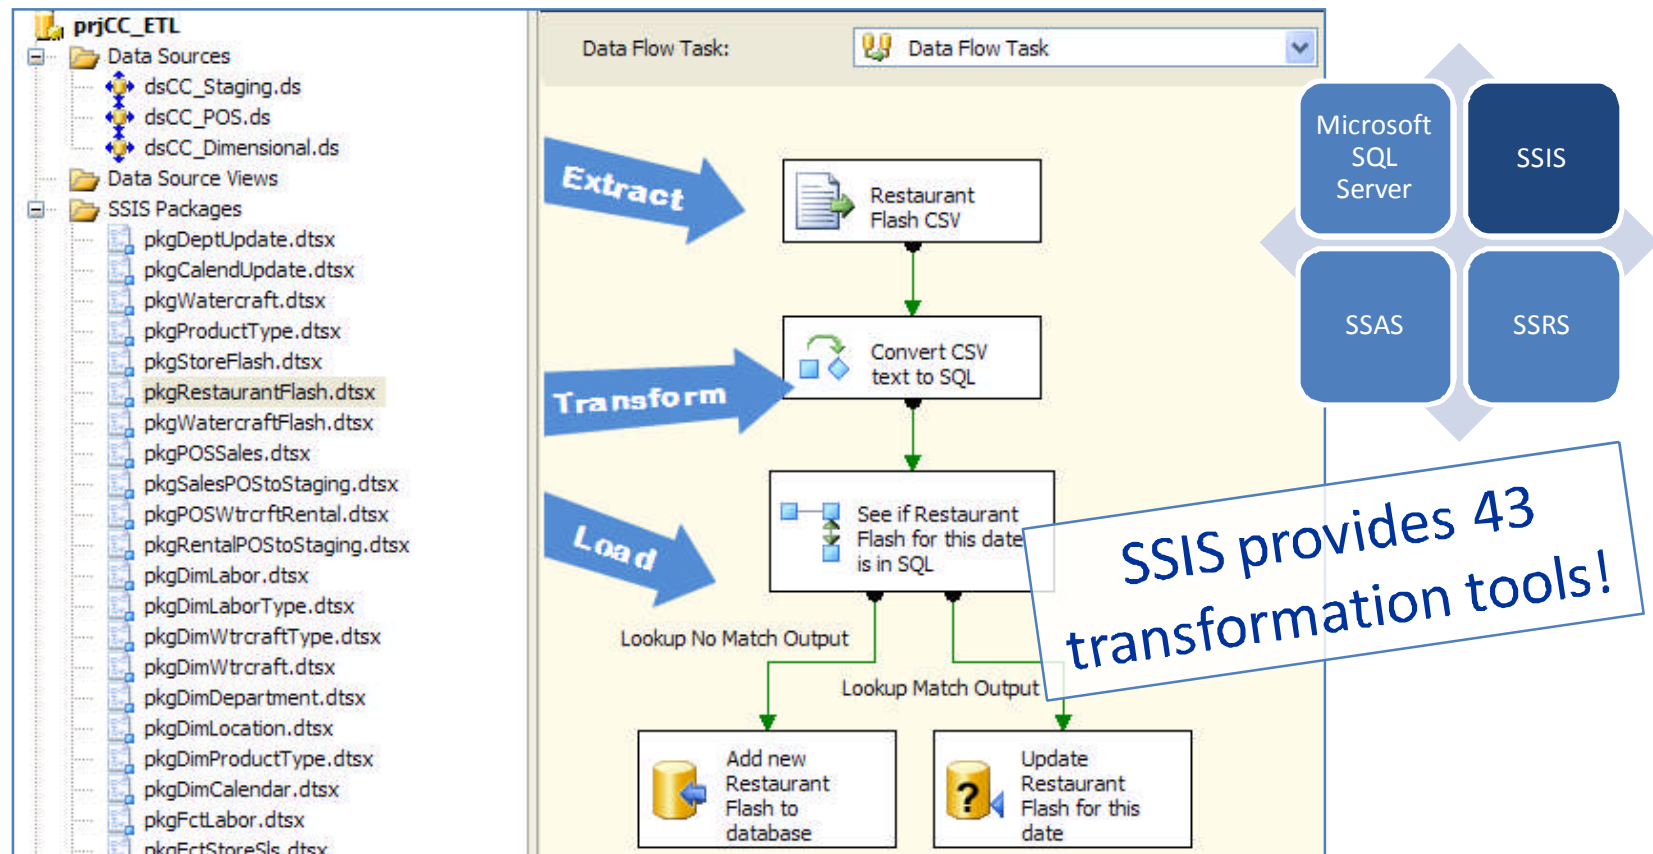 prjCC_ETL
Data Sources
dsCC_Staging.ds
dsCC_POS.ds
dsCC_Dimensional.ds
Data Source Views
SSIS Packages
pkgDeptUpdate.dtsx
pkgCalendUpdate.dtsx
pkgWatercraft.dtsx
pkgProductType.dtsx
pkgStoreFlash.dtsx
pkgRestaurantFlash.dtsx
pkgWatercraftFlash.dtsx
pkgPOSSales.dtsx
pkgSalesPOStoStaging.dtsx
pkgPOSWtrcrftRental.dtsx
pkgRentalPOStoStaging.dtsx
pkgDimLabor.dtsx
pkgDimLaborType.dtsx
pkgDimWtrcraftType.dtsx
pkgDimWtrcraft.dtsx
pkgDimDepartment.dtsx
pkgDimLocation.dtsx
pkgDimProductType.dtsx
pkgDimCalendar.dtsx
pkgFctLabor.dtsx
pkgFctStoreSls.dtsx
Data Flow Task:
Data Flow Task
Extract
Restaurant
Flash CSV
Transform
Convert CSV
text to SQL
Load
See if Restaurant
Flash for this date
is in SQL
Lookup No Match Output
Lookup Match Output
Add new
Restaurant
Flash to
database
?
Update
Restaurant
Flash for this
date
Microsoft
SQL
Server
SSIS
SSAS
SSRS
SSIS provides 43
transformation tools!